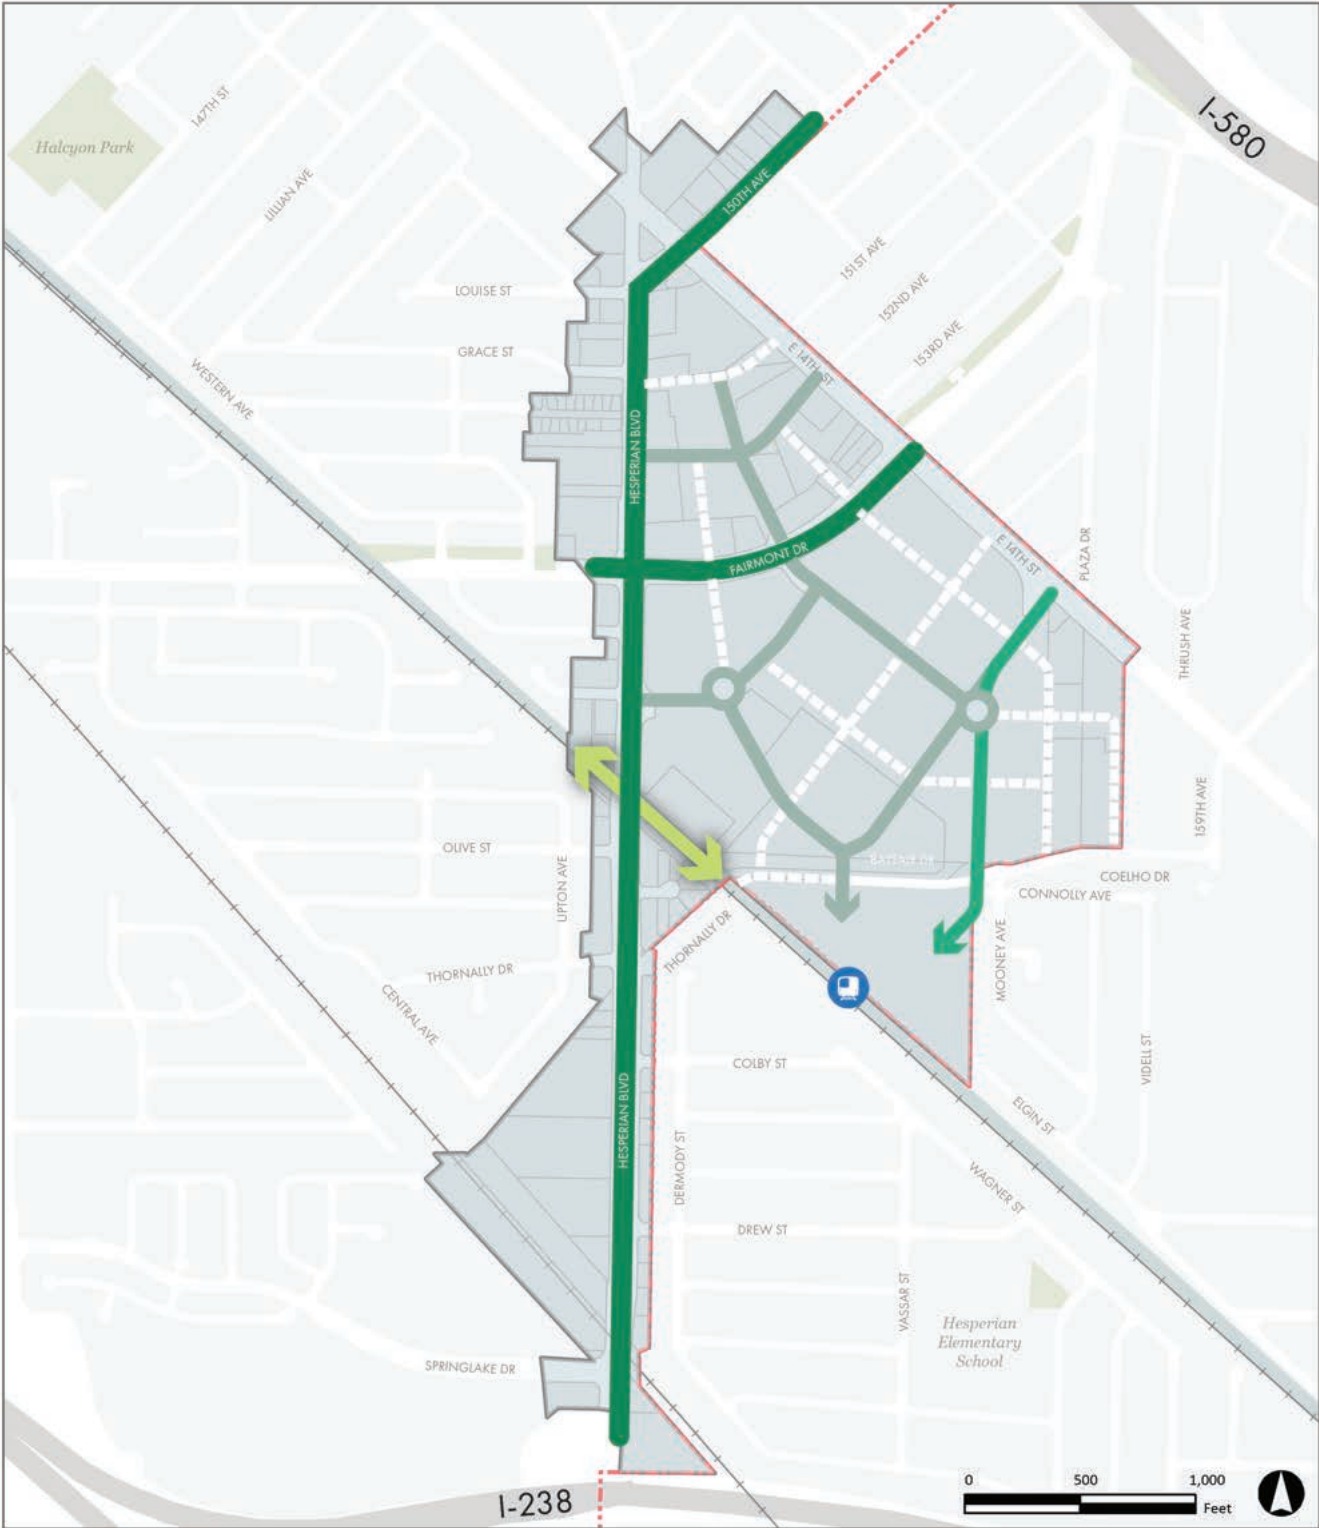 I-580
147TH ST
Halcyon Park
LILLIAN AVE
150TH AVE
151ST AVE
LOUISE ST
152ND AVE
GRACE ST
153RD AVE
E 14TH ST
WESTERN AVE
HESPERIAN BLVD
FAIRMONT DR
E 14TH ST
PLAZA DR
THRUSH AVE
159TH AVE
OLIVE ST
UPTON AVE
BAYFAIR DR
COELHO DR
CONNOLLY AVE
THORNALLY DR
MOONEY AVE
THORNALLY DR
CENTRAL AVE
COLBY ST
VIDELL ST
HESPERIAN BLVD
ELGIN ST
DERMODY ST
WAGNER ST
DREW ST
VASSAR ST
Hesperian
Elementary
School
SPRINGLAKE DR
I-238
0 500 1,000
Feet